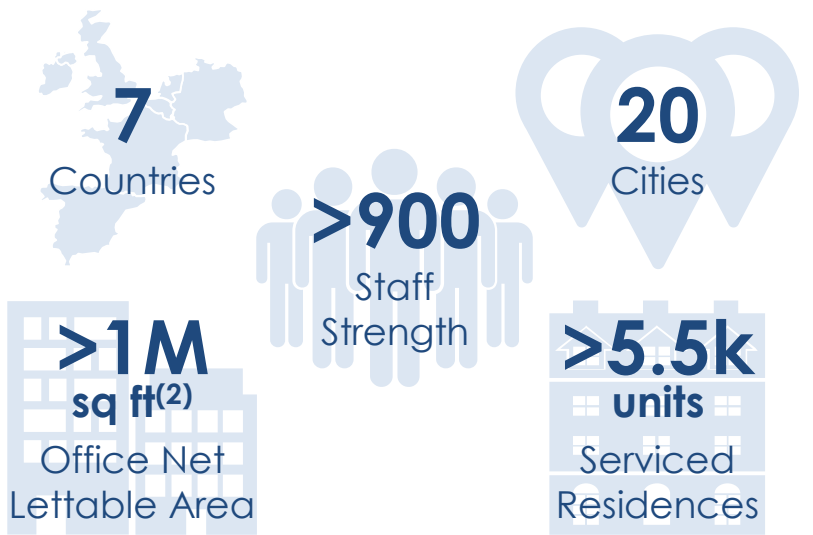 7
Countries
20
Cities
>900
Staff
Strength
>1M
sq ft(2)
Office Net
Lettable Area
>5.5k
units
Serviced
Residences